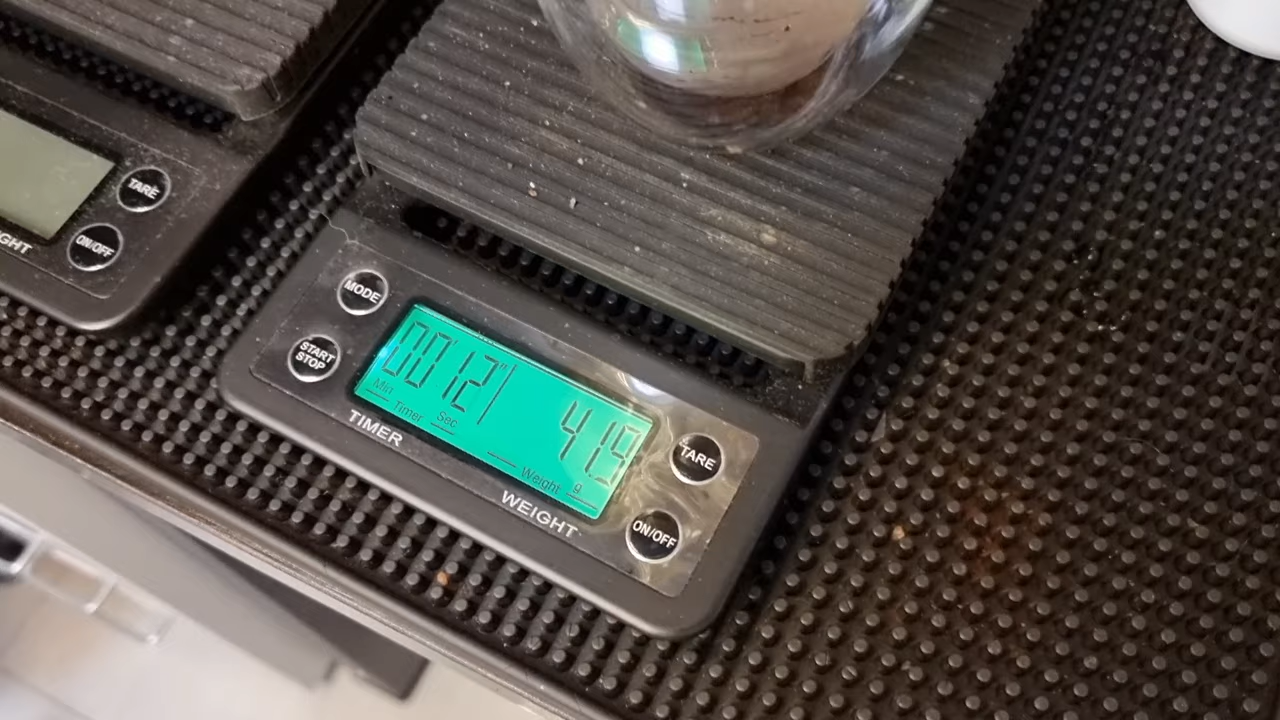 TARE
ON/OFF
GHT
MODE
START
STOP
00'12"
41.9
Min Timer Sec
Weight g
TIMER
WEIGHT
TARE
ON/OFF